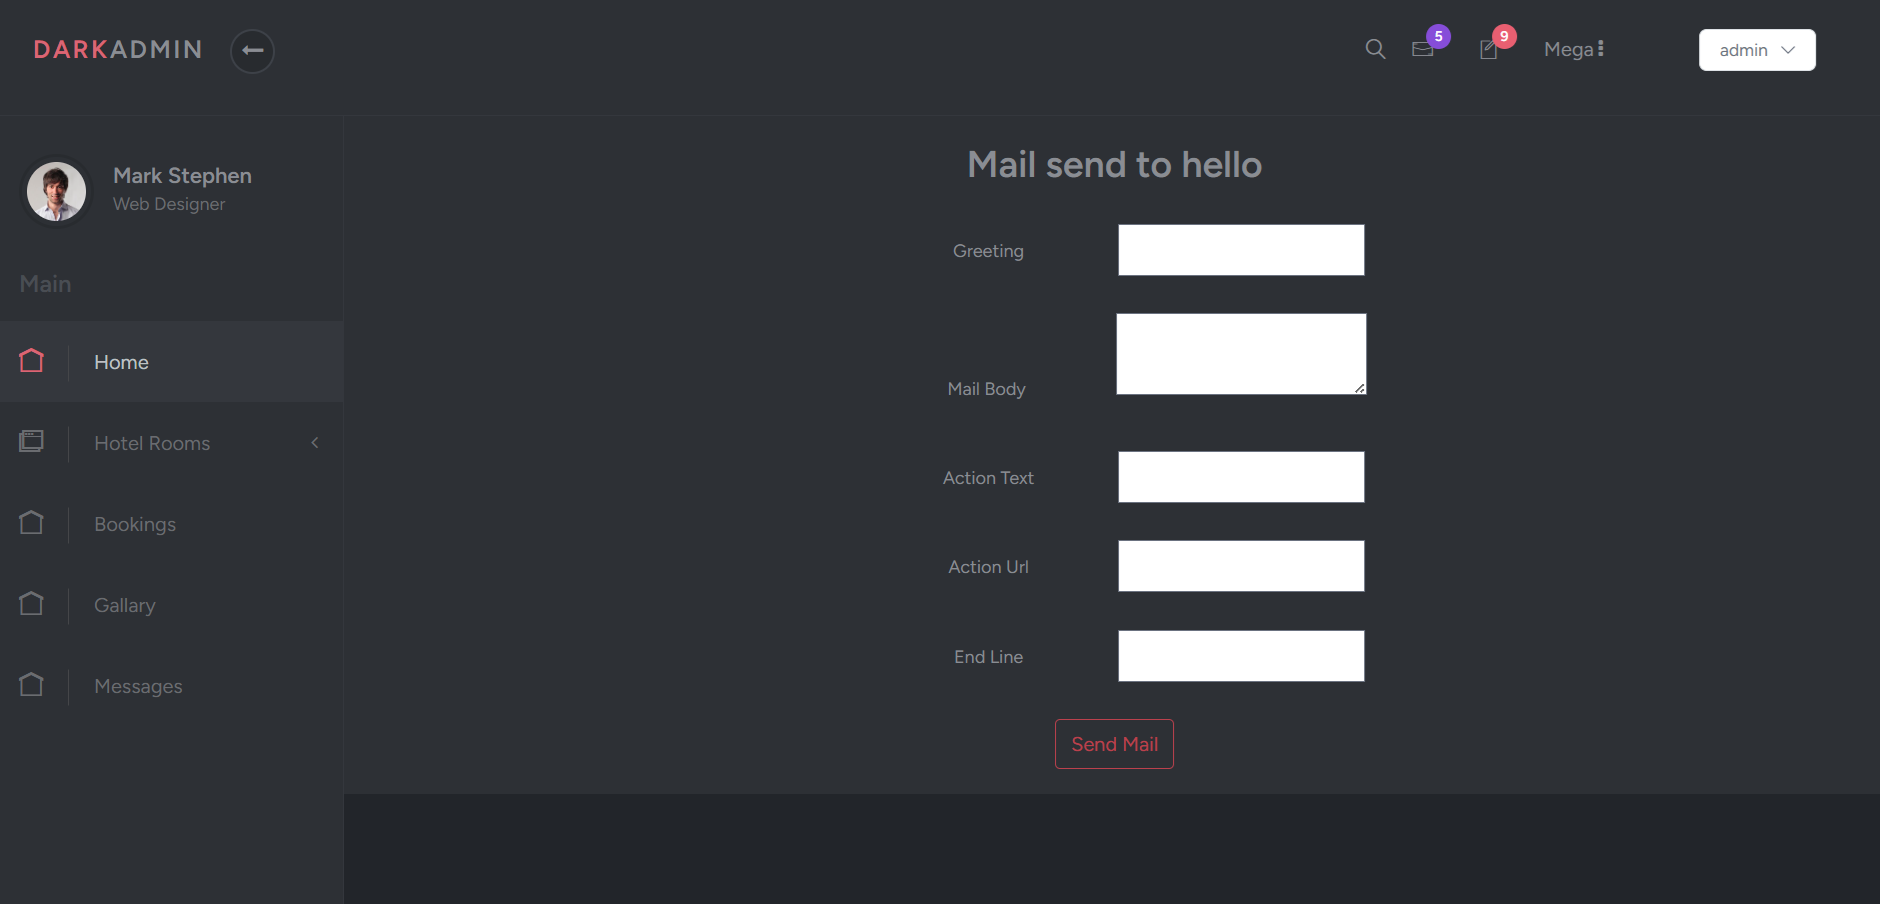 DARKADMIN
5
9
Mega
admin
Mark Stephen
Web Designer
Main
Home
Hotel Rooms
Bookings
Gallary
Messages
Mail send to hello
Greeting
Mail Body
Action Text
Action Url
End Line
Send Mail